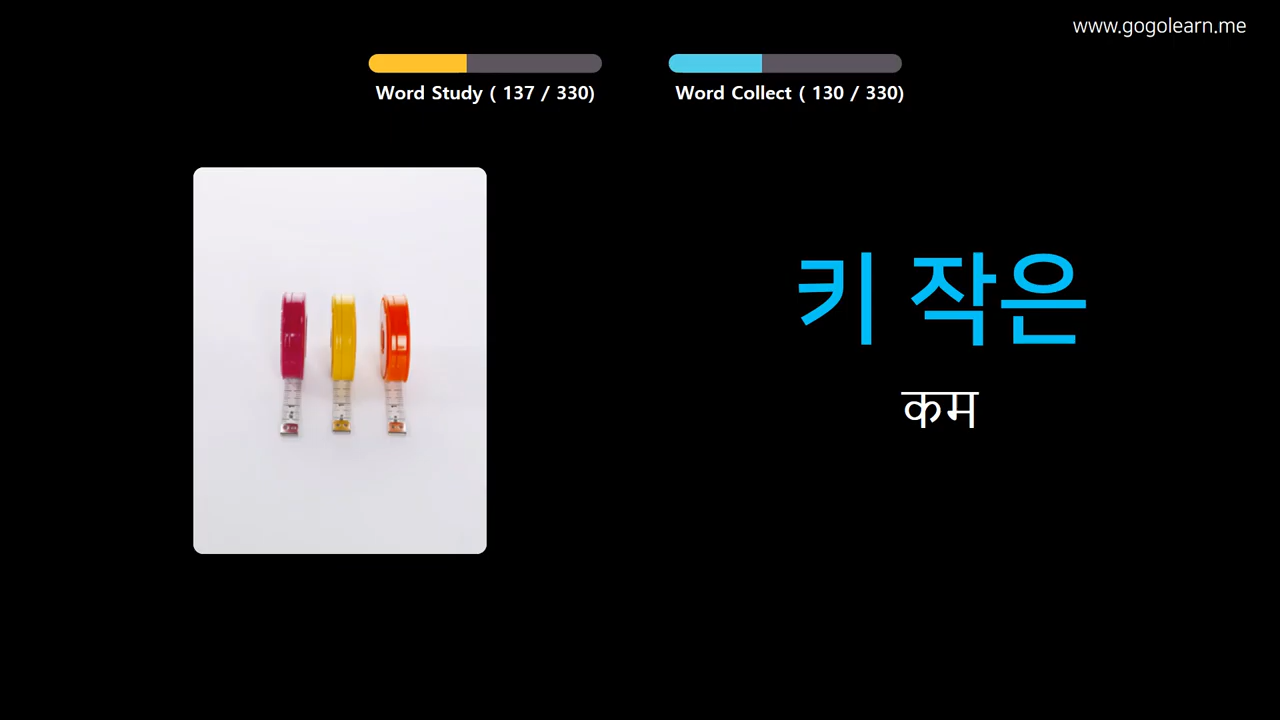 www.gogolearn.me
Word Study ( 137 / 330)
Word Collect ( 130 / 330)
키 작은
कम